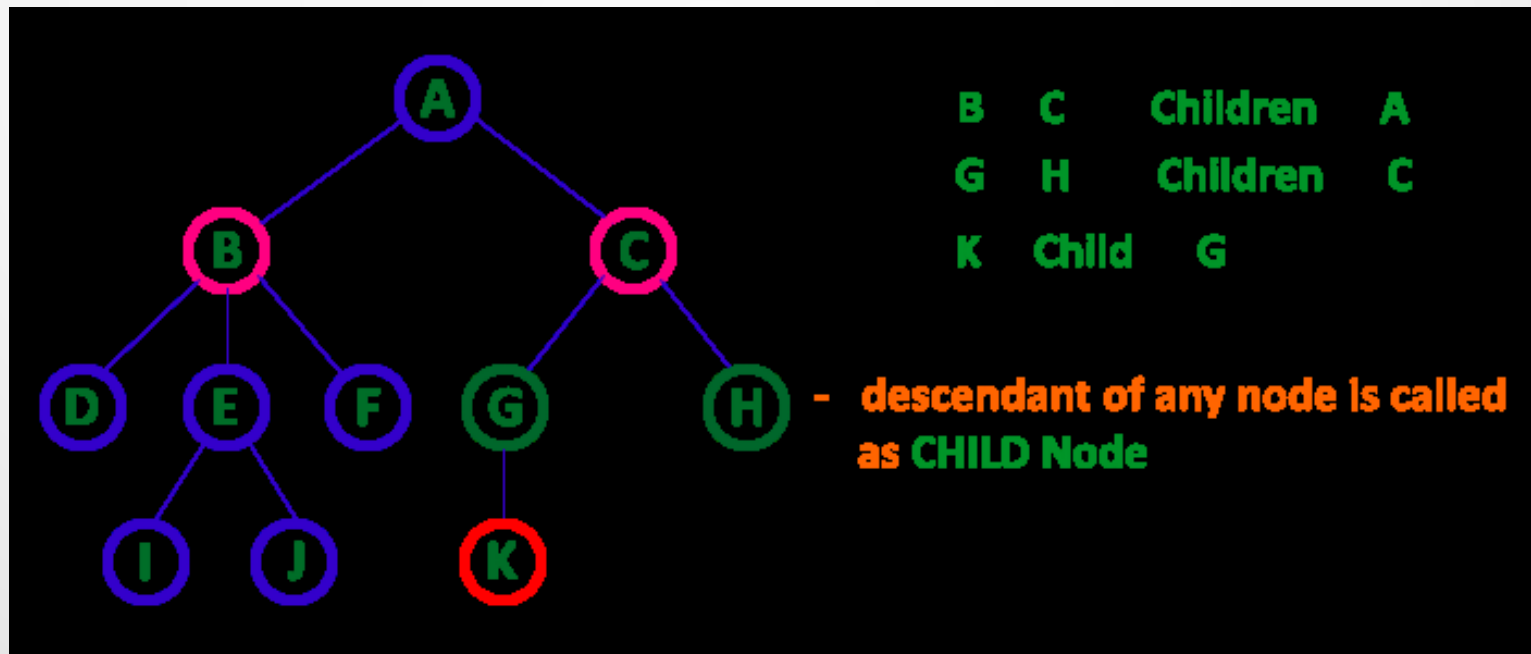 A
B C Children A
G H Children C
B C
K Child G
D E F G H
- descendant of any node is called
as CHILD Node
I J K